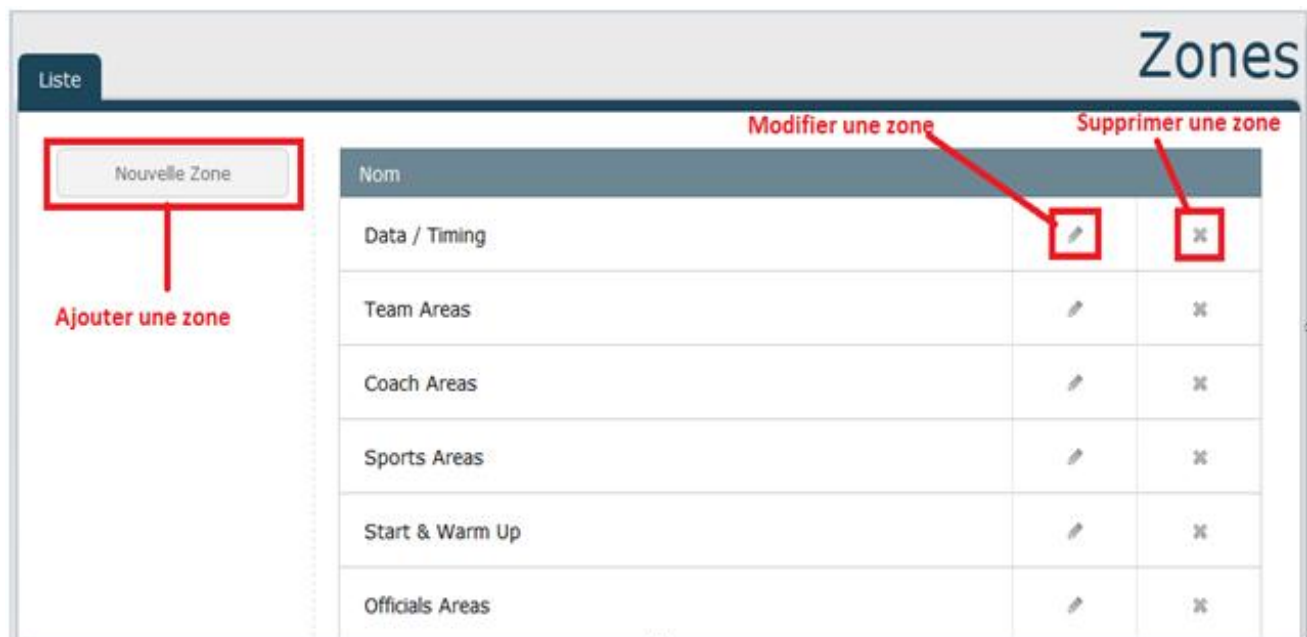 Zones
Liste
Modifier une zone
Supprimer une zone
Nouvelle Zone
Nom
Data / Timing
Ajouter une zone
Team Areas
Coach Areas
Sports Areas
Start & Warm Up
Officials Areas